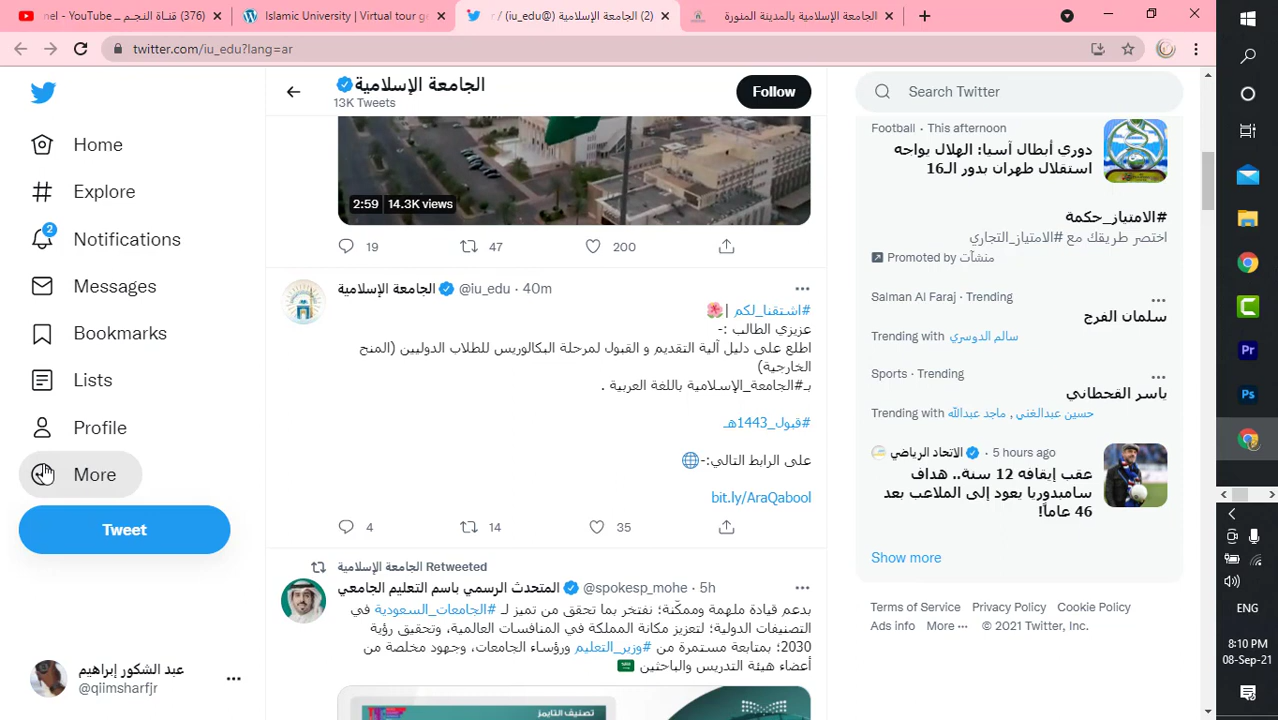 nel - YouTube ـ قناة النجم (376)
Islamic University | Virtual tour ge
(2) الجامعة الإسلامية (@iu_edu) / r
الجامعة الإسلامية بالمدينة المنورة
twitter.com/iu_edu?lang=ar
Home
Explore
2
Notifications
Messages
Bookmarks
Lists
Profile
More
Tweet
عبد الشكور إبراهيم
@qiimsharfjr
الجامعة الإسلامية
13K Tweets
Follow
2:59 14.3K views
19 47 200
الجامعة الإسلامية @iu_edu · 40m
#اشتقنا_لكم |
عزيزي الطالب :-
اطلع على دليل آلية التقديم و القبول لمرحلة البكالوريس للطلاب الدوليين (المنح
الخارجية)
بـ#الجامعة_الإسلامية باللغة العربية .
#قبول_1443هـ
على الرابط التالي:-
bit.ly/AraQabool
4 14 35
الجامعة الإسلامية Retweeted
المتحدث الرسمي باسم التعليم الجامعي @spokesp_mohe · 5h
بدعم قيادة ملهمة وممكّنة؛ نفتخر بما تحقق من تميز لـ #الجامعات_السعودية في
التصنيفات الدولية؛ لتعزيز مكانة المملكة في المنافسات العالمية، وتحقيق رؤية
2030؛ بمتابعة مستمرة من #وزير_التعليم ورؤساء الجامعات، وجهود مخلصة من
أعضاء هيئة التدريس والباحثين
تصنيف التايمز
Search Twitter
Football · This afternoon
دوري أبطال آسيا: الهلال يواجه
استقلال طهران بدور الـ16
#الامتياز_حكمة
اختصر طريقك مع #الامتياز_التجاري
Promoted by منشآت
Salman Al Faraj · Trending
سلمان الفرج
Trending with سالم الدوسري
Sports · Trending
ياسر القحطاني
Trending with حسين عبدالغني , ماجد عبدالله
الاتحاد الرياضي · 5 hours ago
عقب إيقافه 12 سنة.. هداف
سامبدوريا يعود إلى الملاعب بعد
46 عاماً!
Show more
Terms of Service Privacy Policy Cookie Policy
Ads info More ··· © 2021 Twitter, Inc.
Pr
Ps
ENG
8:10 PM
08-Sep-21